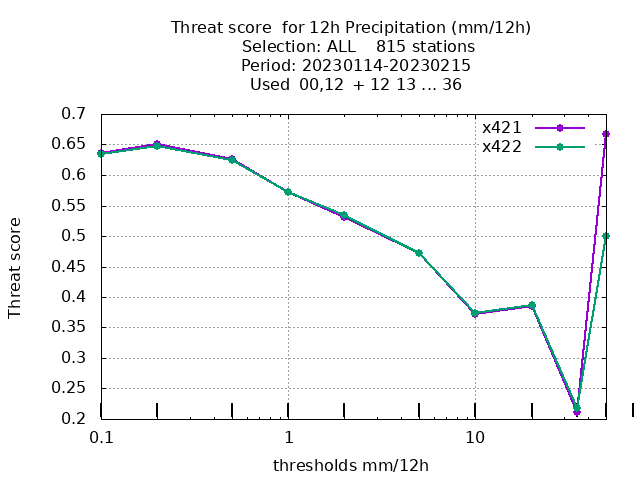 Threat score  for 12h Precipitation (mm/12h)
Selection: ALL    815 stations
Period: 20230114-20230215
Used  00,12  + 12 13 ... 36
x421
x422
0.7
0.65
0.6
0.55
0.5
0.45
0.4
0.35
0.3
0.25
0.2
Threat score
0.1
1
10
thresholds mm/12h